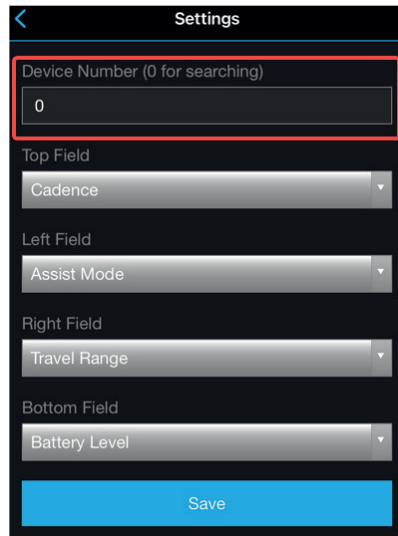 Settings
Device Number (0 for searching)
0
Top Field
Cadence
Left Field
Assist Mode
Right Field
Travel Range
Bottom Field
Battery Level
Save